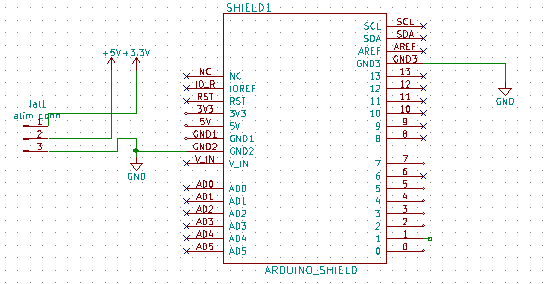 SHIELD1
+5V +3.3V
Jal1
alim_conn
1
2
3
GND
NC
IO_R
RST
3V3
5V
GND1
GND2
V_IN
AD0
AD1
AD2
AD3
AD4
AD5
NC
IOREF
RST
3V3
5V
GND1
GND2
V_IN
AD0
AD1
AD2
AD3
AD4
AD5
SCL
SDA
AREF
GND3
13
12
11
10
9
8
7
6
5
4
3
2
1
0
SCL
SDA
AREF
GND3
13
12
11
10
9
8
7
6
5
4
3
2
1
0
GND
ARDUINO_SHIELD